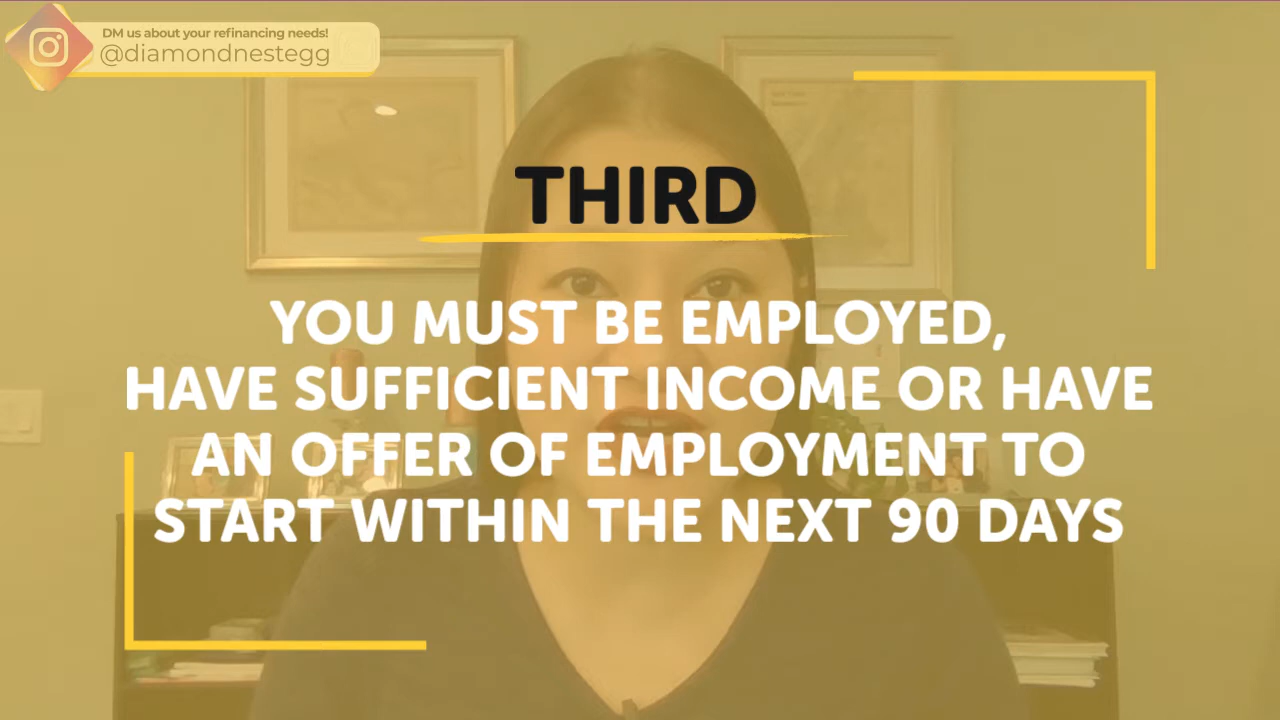 DM us about your refinancing needs!
@diamondnestegg
THIRD
YOU MUST BE EMPLOYED,
HAVE SUFFICIENT INCOME OR HAVE
AN OFFER OF EMPLOYMENT TO
START WITHIN THE NEXT 90 DAYS